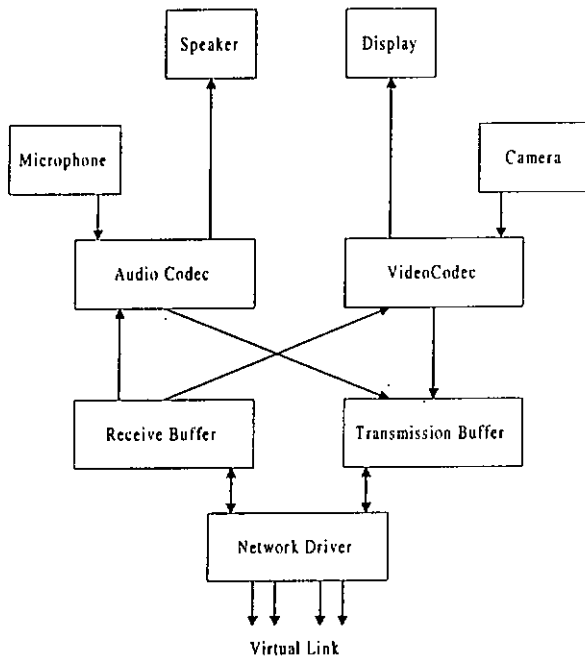 Speaker
Display
Microphone
Camera
Audio Codec
VideoCodec
Receive Buffer
Transmission Buffer
Network Driver
Virtual Link